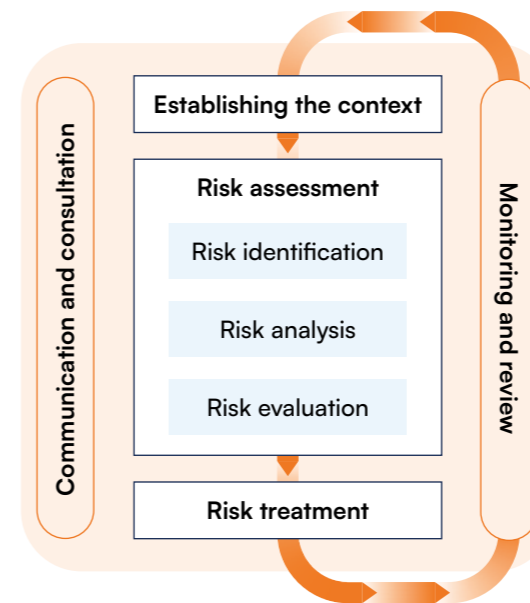 Communication and consultation
Establishing the context
Risk assessment
Risk identification
Risk analysis
Risk evaluation
Risk treatment
Monitoring and review